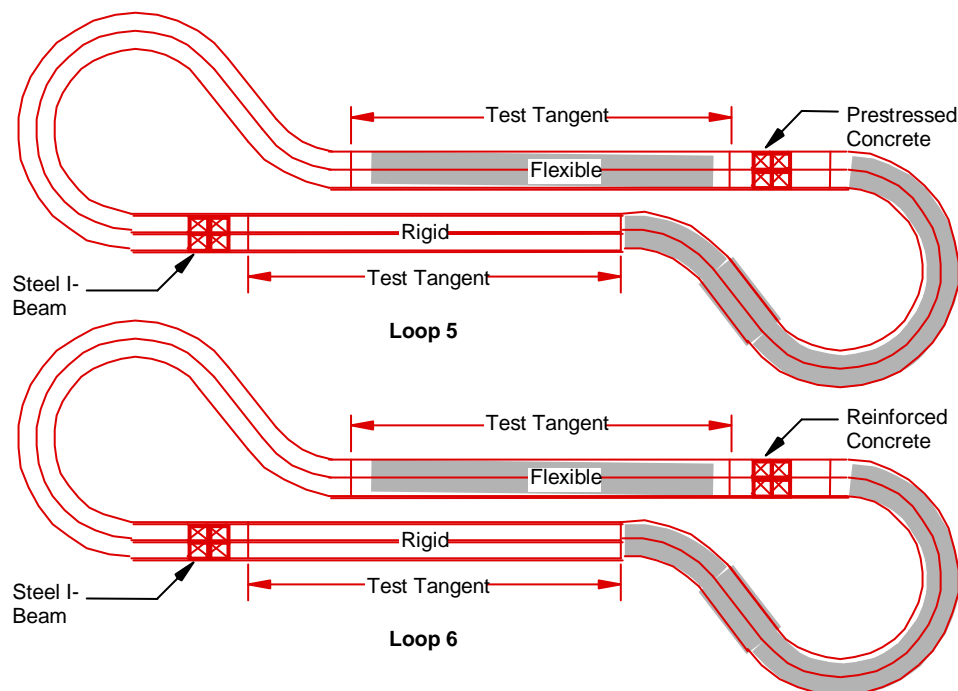 Test Tangent
Prestressed
Concrete
Flexible
Rigid
Steel I-
Beam
Test Tangent
Loop 5
Test Tangent
Reinforced
Concrete
Flexible
Rigid
Steel I-
Beam
Test Tangent
Loop 6